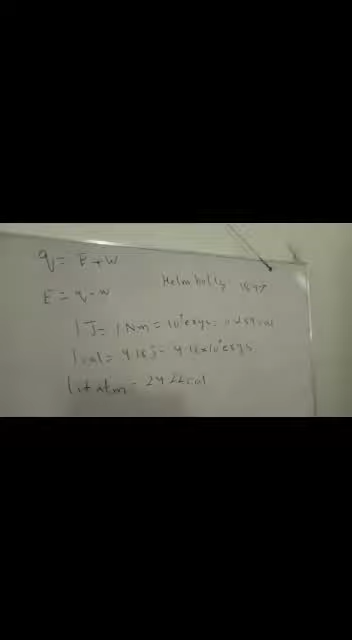 q = E + W
E = q - w
Helmholtz - 1847
1 J = 1 Nm = 10⁷ ergs = 0.239 cal
1 cal = 4.18 J = 4.18 x 10⁷ ergs
1 lit atm = 24.22 cal